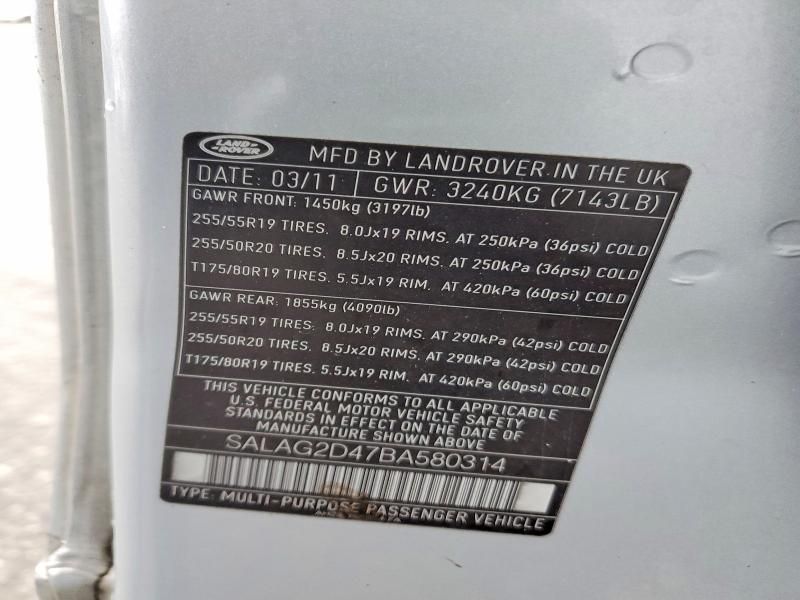 LAND
ROVER
MFD BY LANDROVER IN THE UK
DATE: 03/11 GWR: 3240KG (7143LB)
GAWR FRONT: 1450kg (3197lb)
255/55R19 TIRES. 8.0Jx19 RIMS. AT 250kPa (36psi) COLD
255/50R20 TIRES. 8.5Jx20 RIMS. AT 250kPa (36psi) COLD
T175/80R19 TIRES. 5.5Jx19 RIM. AT 420kPa (60psi) COLD
GAWR REAR: 1855kg (4090lb)
255/55R19 TIRES: 8.0Jx19 RIMS. AT 290kPa (42psi) COLD
255/50R20 TIRES. 8.5Jx20 RIMS. AT 290kPa (42psi) COLD
T175/80R19 TIRES. 5.5Jx19 RIM. AT 420kPa (60psi) COLD
THIS VEHICLE CONFORMS TO ALL APPLICABLE
U.S. FEDERAL MOTOR VEHICLE SAFETY
STANDARDS IN EFFECT ON THE DATE OF
MANUFACTURE SHOWN ABOVE
SALAG2D47BA580314
TYPE: MULTI-PURPOSE PASSENGER VEHICLE